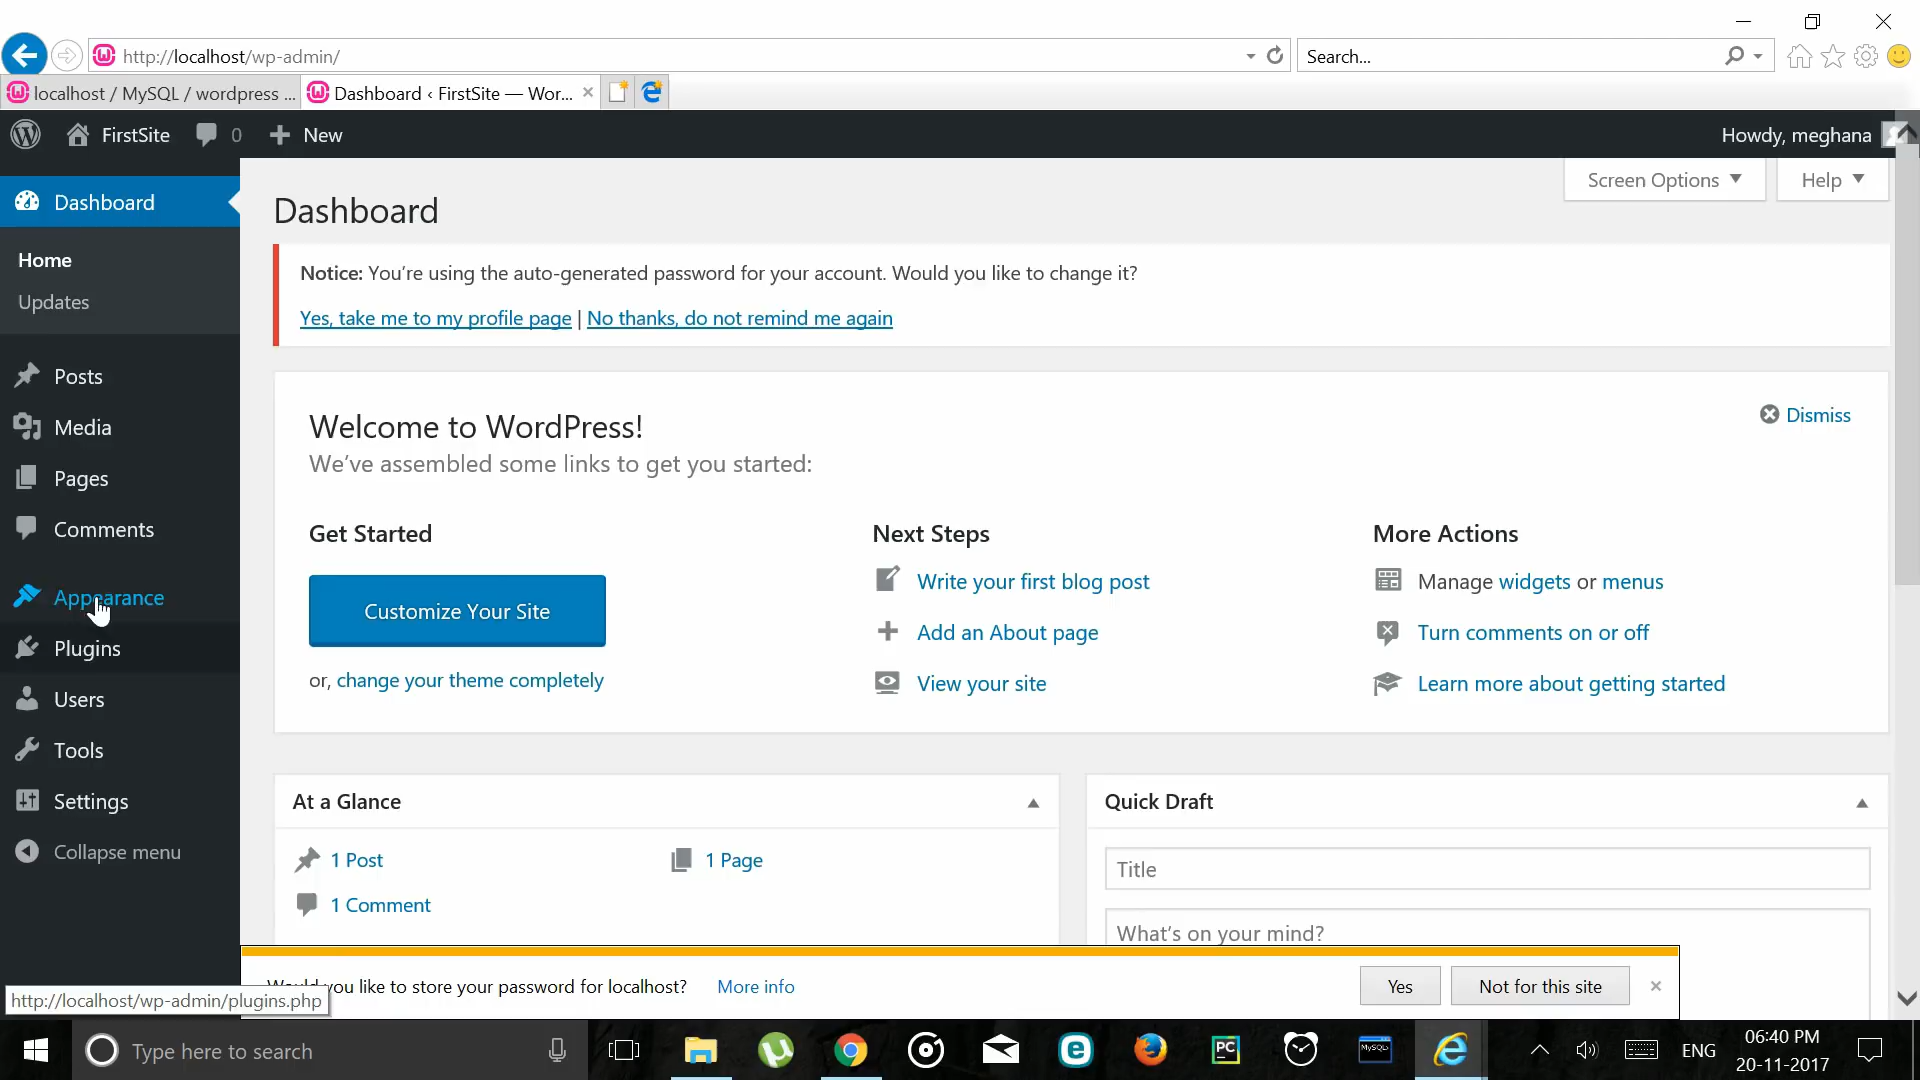 http://localhost/wp-admin/
Search...
localhost / MySQL / wordpress ...
Dashboard ‹ FirstSite — Wor...
FirstSite
0
New
Howdy, meghana
Screen Options
Help
Dashboard
Home
Updates
Posts
Media
Pages
Comments
Appearance
Plugins
Users
Tools
Settings
Collapse menu
Dashboard
Notice: You're using the auto-generated password for your account. Would you like to change it?
Yes, take me to my profile page | No thanks, do not remind me again
Welcome to WordPress!
We've assembled some links to get you started:
Dismiss
Get Started
Customize Your Site
or, change your theme completely
Next Steps
Write your first blog post
Add an About page
View your site
More Actions
Manage widgets or menus
Turn comments on or off
Learn more about getting started
At a Glance
1 Post
1 Page
1 Comment
Quick Draft
Title
What's on your mind?
Would you like to store your password for localhost?
More info
Yes
Not for this site
http://localhost/wp-admin/plugins.php
Type here to search
PC
MySQL
ENG
06:40 PM
20-11-2017